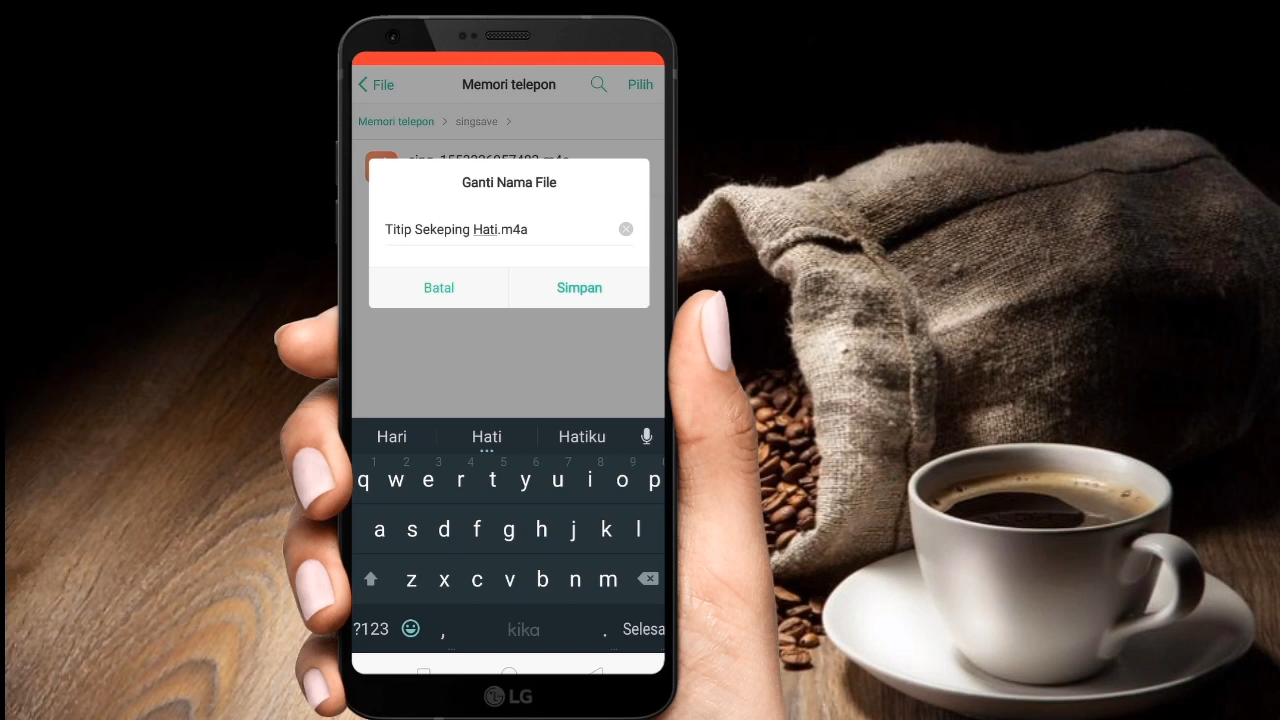 File
Memori telepon
Pilih
Memori telepon > singsave >
Ganti Nama File
Titip Sekeping Hati.m4a
Batal
Simpan
Hari
Hati
Hatiku
1 2 3 4 5 6 7 8 9
q w e r t y u i o p
a s d f g h j k l
z x c v b n m
?123 , kika . Selesa
LG